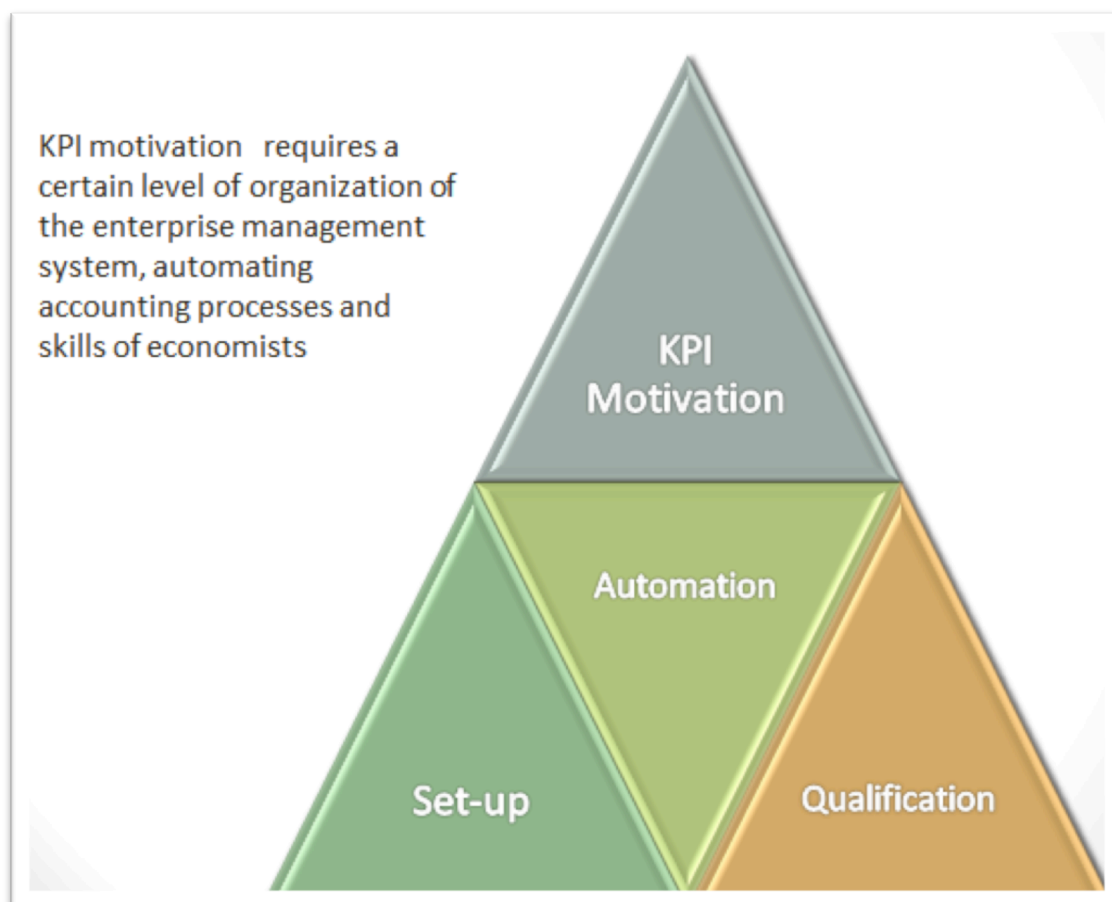 KPI motivation   requires a
certain level of organization of
the enterprise management
system, automating
accounting processes and
skills of economists
KPI
Motivation
Automation
Set-up
Qualification